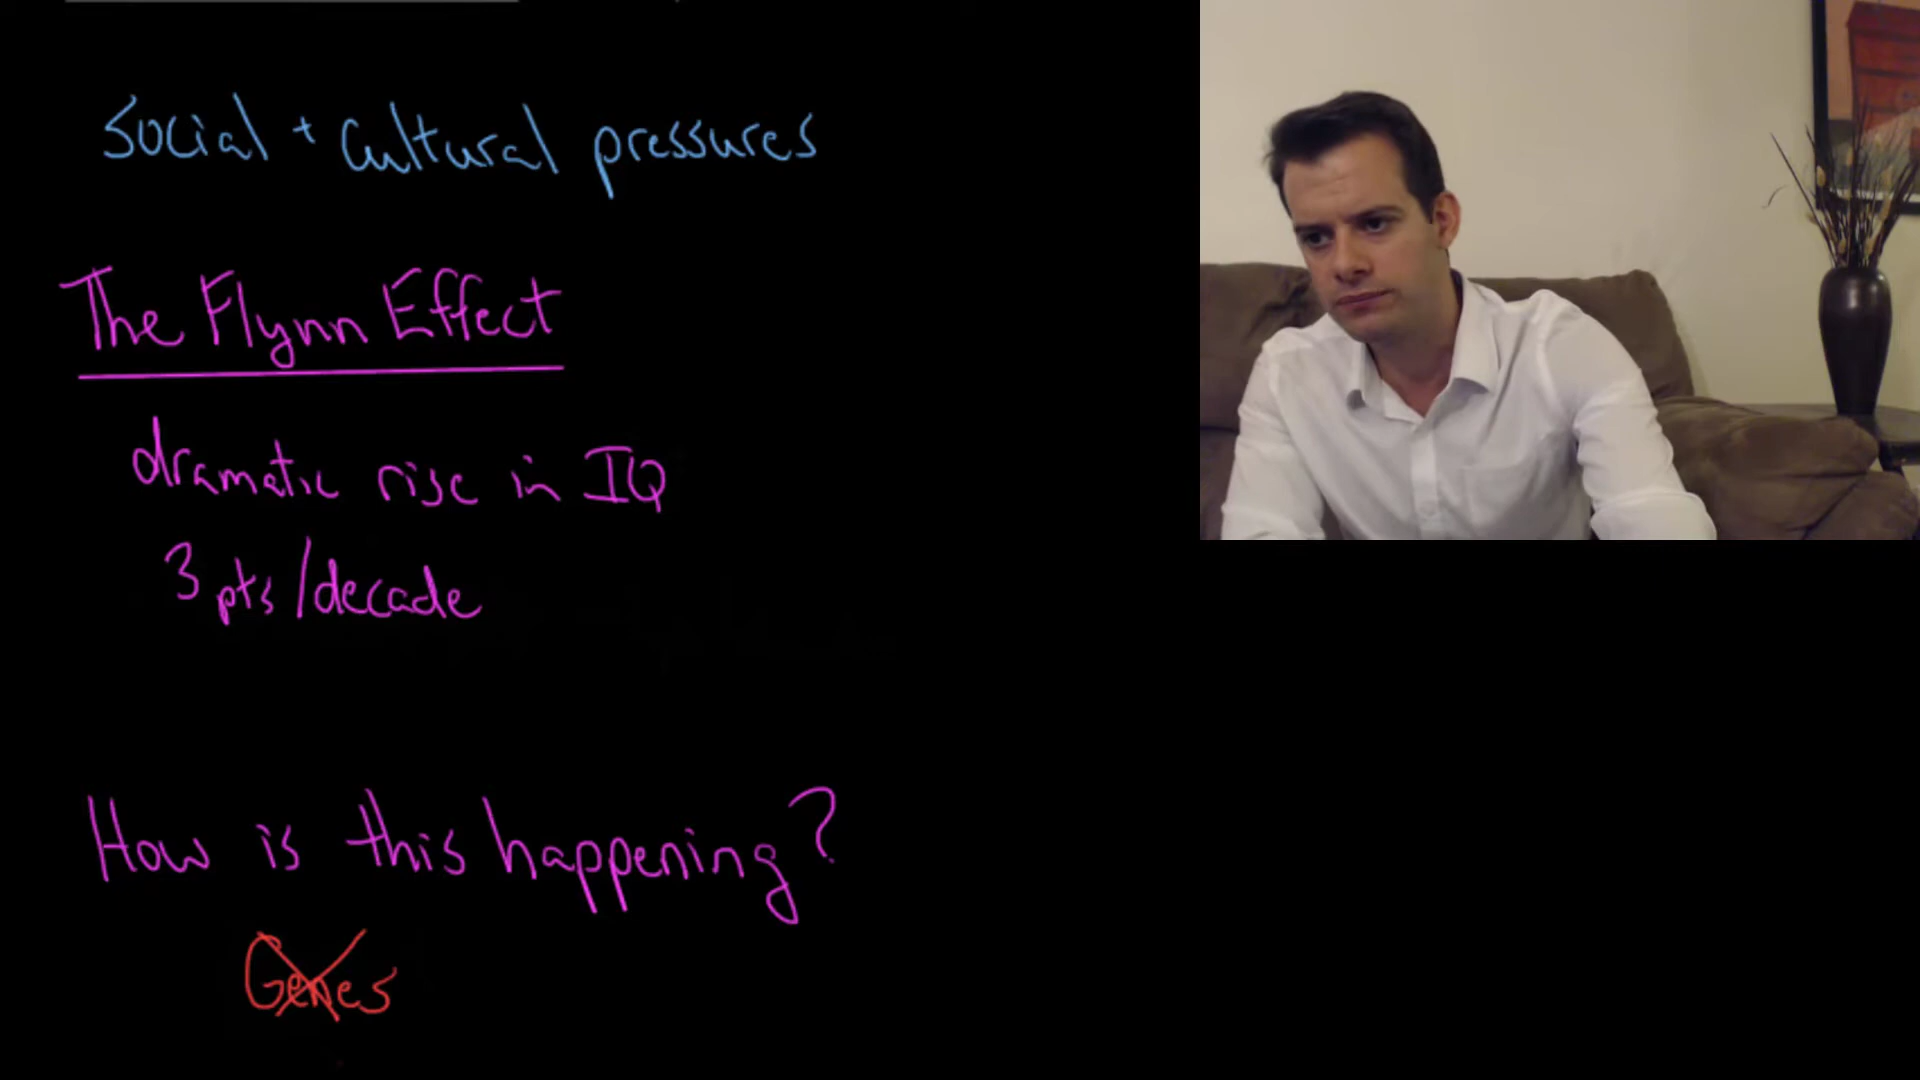 Social + Cultural pressures
The Flynn Effect
dramatic rise in IQ
3 pts/decade
How is this happening?
Genes